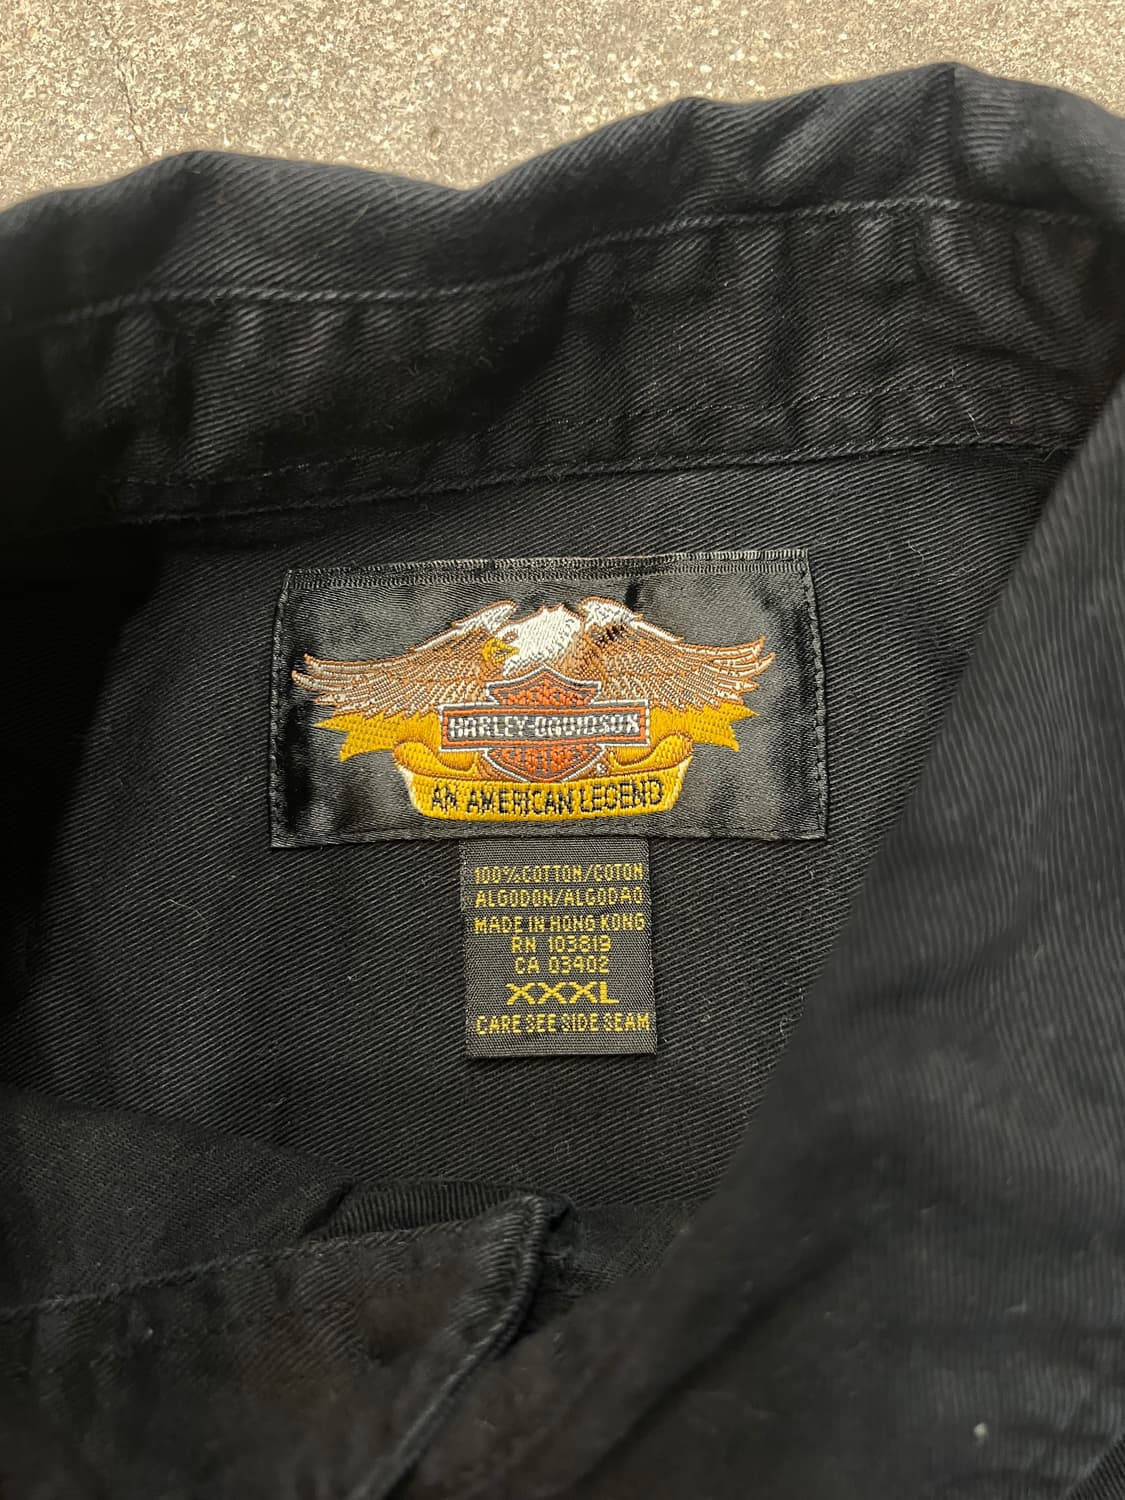 HARLEY-DAVIDSON
AN AMERICAN LEGEND
100% COTTON/COTON
ALGODON/ALGODAO
MADE IN HONG KONG
RN 103819
CA 03402
XXXL
CARE SEE SIDE SEAM